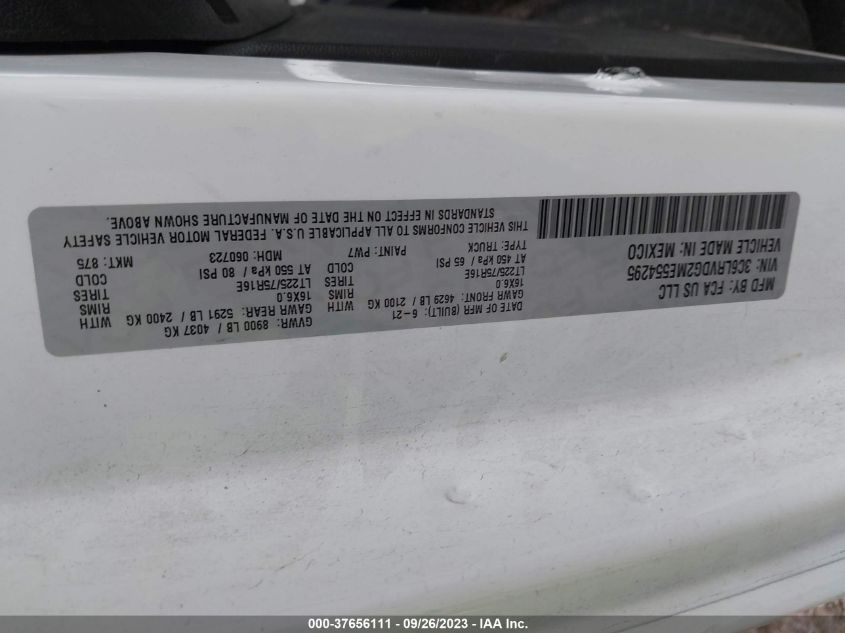 MFD BY: FCA US LLC
DATE OF MFR (BUILT): 6-21
GVWR: 8900 LB / 4037 KG
VIN: 3C6LRVDG2ME554295
GAWR FRONT: 4629 LB / 2100 KG WITH
GAWR REAR: 5291 LB / 2400 KG WITH
VEHICLE MADE IN: MEXICO
16X6.0 RIMS
16X6.0 RIMS
LT225/75R16E TIRES
LT225/75R16E TIRES
AT 450 kPa / 65 PSI COLD
AT 550 kPa / 80 PSI COLD
TYPE: TRUCK
PAINT: PW7
MDH: 060723
MKT: 875
THIS VEHICLE CONFORMS TO ALL APPLICABLE U.S.A. FEDERAL MOTOR VEHICLE SAFETY
STANDARDS IN EFFECT ON THE DATE OF MANUFACTURE SHOWN ABOVE.
000-37656111 - 09/26/2023 - IAA Inc.